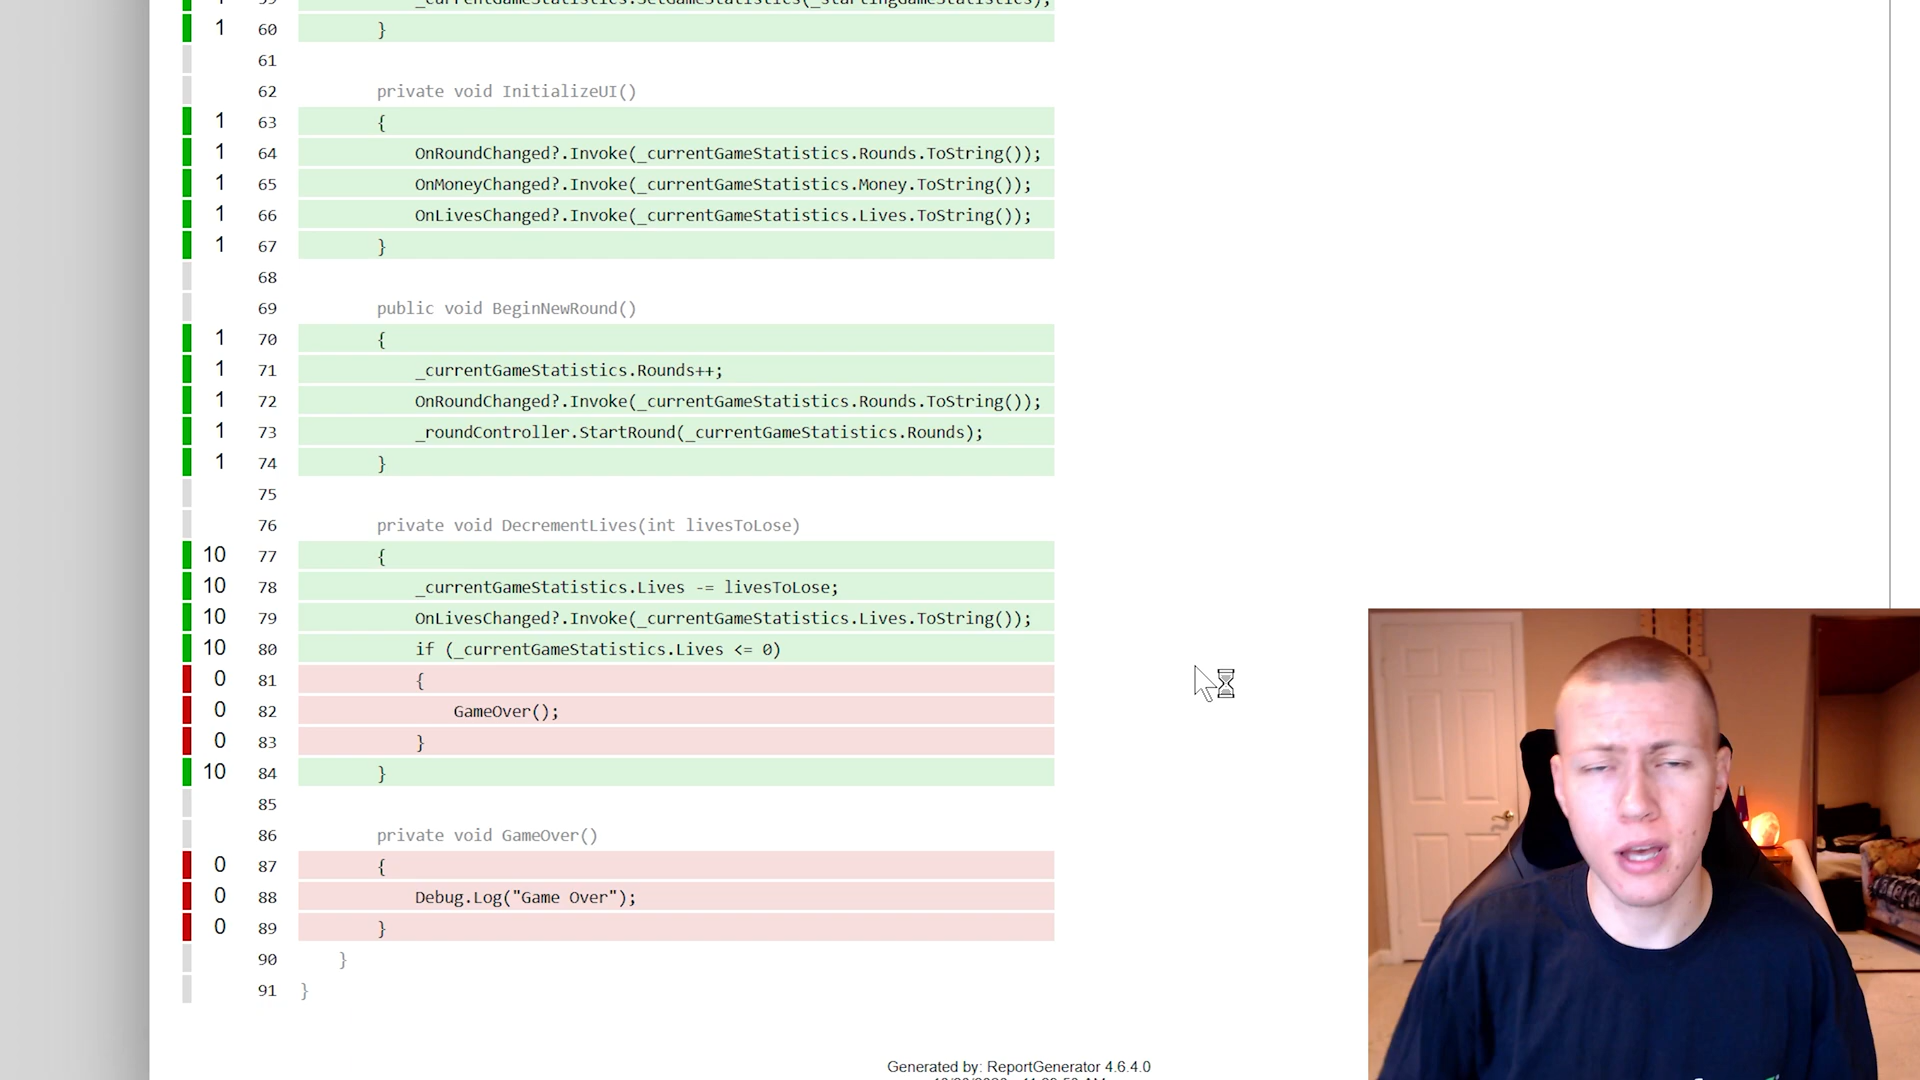 1 60 }
61
62 private void InitializeUI()
1 63 {
1 64 OnRoundChanged?.Invoke(_currentGameStatistics.Rounds.ToString());
1 65 OnMoneyChanged?.Invoke(_currentGameStatistics.Money.ToString());
1 66 OnLivesChanged?.Invoke(_currentGameStatistics.Lives.ToString());
1 67 }
68
69 public void BeginNewRound()
1 70 {
1 71 _currentGameStatistics.Rounds++;
1 72 OnRoundChanged?.Invoke(_currentGameStatistics.Rounds.ToString());
1 73 _roundController.StartRound(_currentGameStatistics.Rounds);
1 74 }
75
76 private void DecrementLives(int livesToLose)
10 77 {
10 78 _currentGameStatistics.Lives -= livesToLose;
10 79 OnLivesChanged?.Invoke(_currentGameStatistics.Lives.ToString());
10 80 if (_currentGameStatistics.Lives <= 0)
0 81 {
0 82 GameOver();
0 83 }
10 84 }
85
86 private void GameOver()
0 87 {
0 88 Debug.Log("Game Over");
0 89 }
90 }
91 }
Generated by: ReportGenerator 4.6.4.0